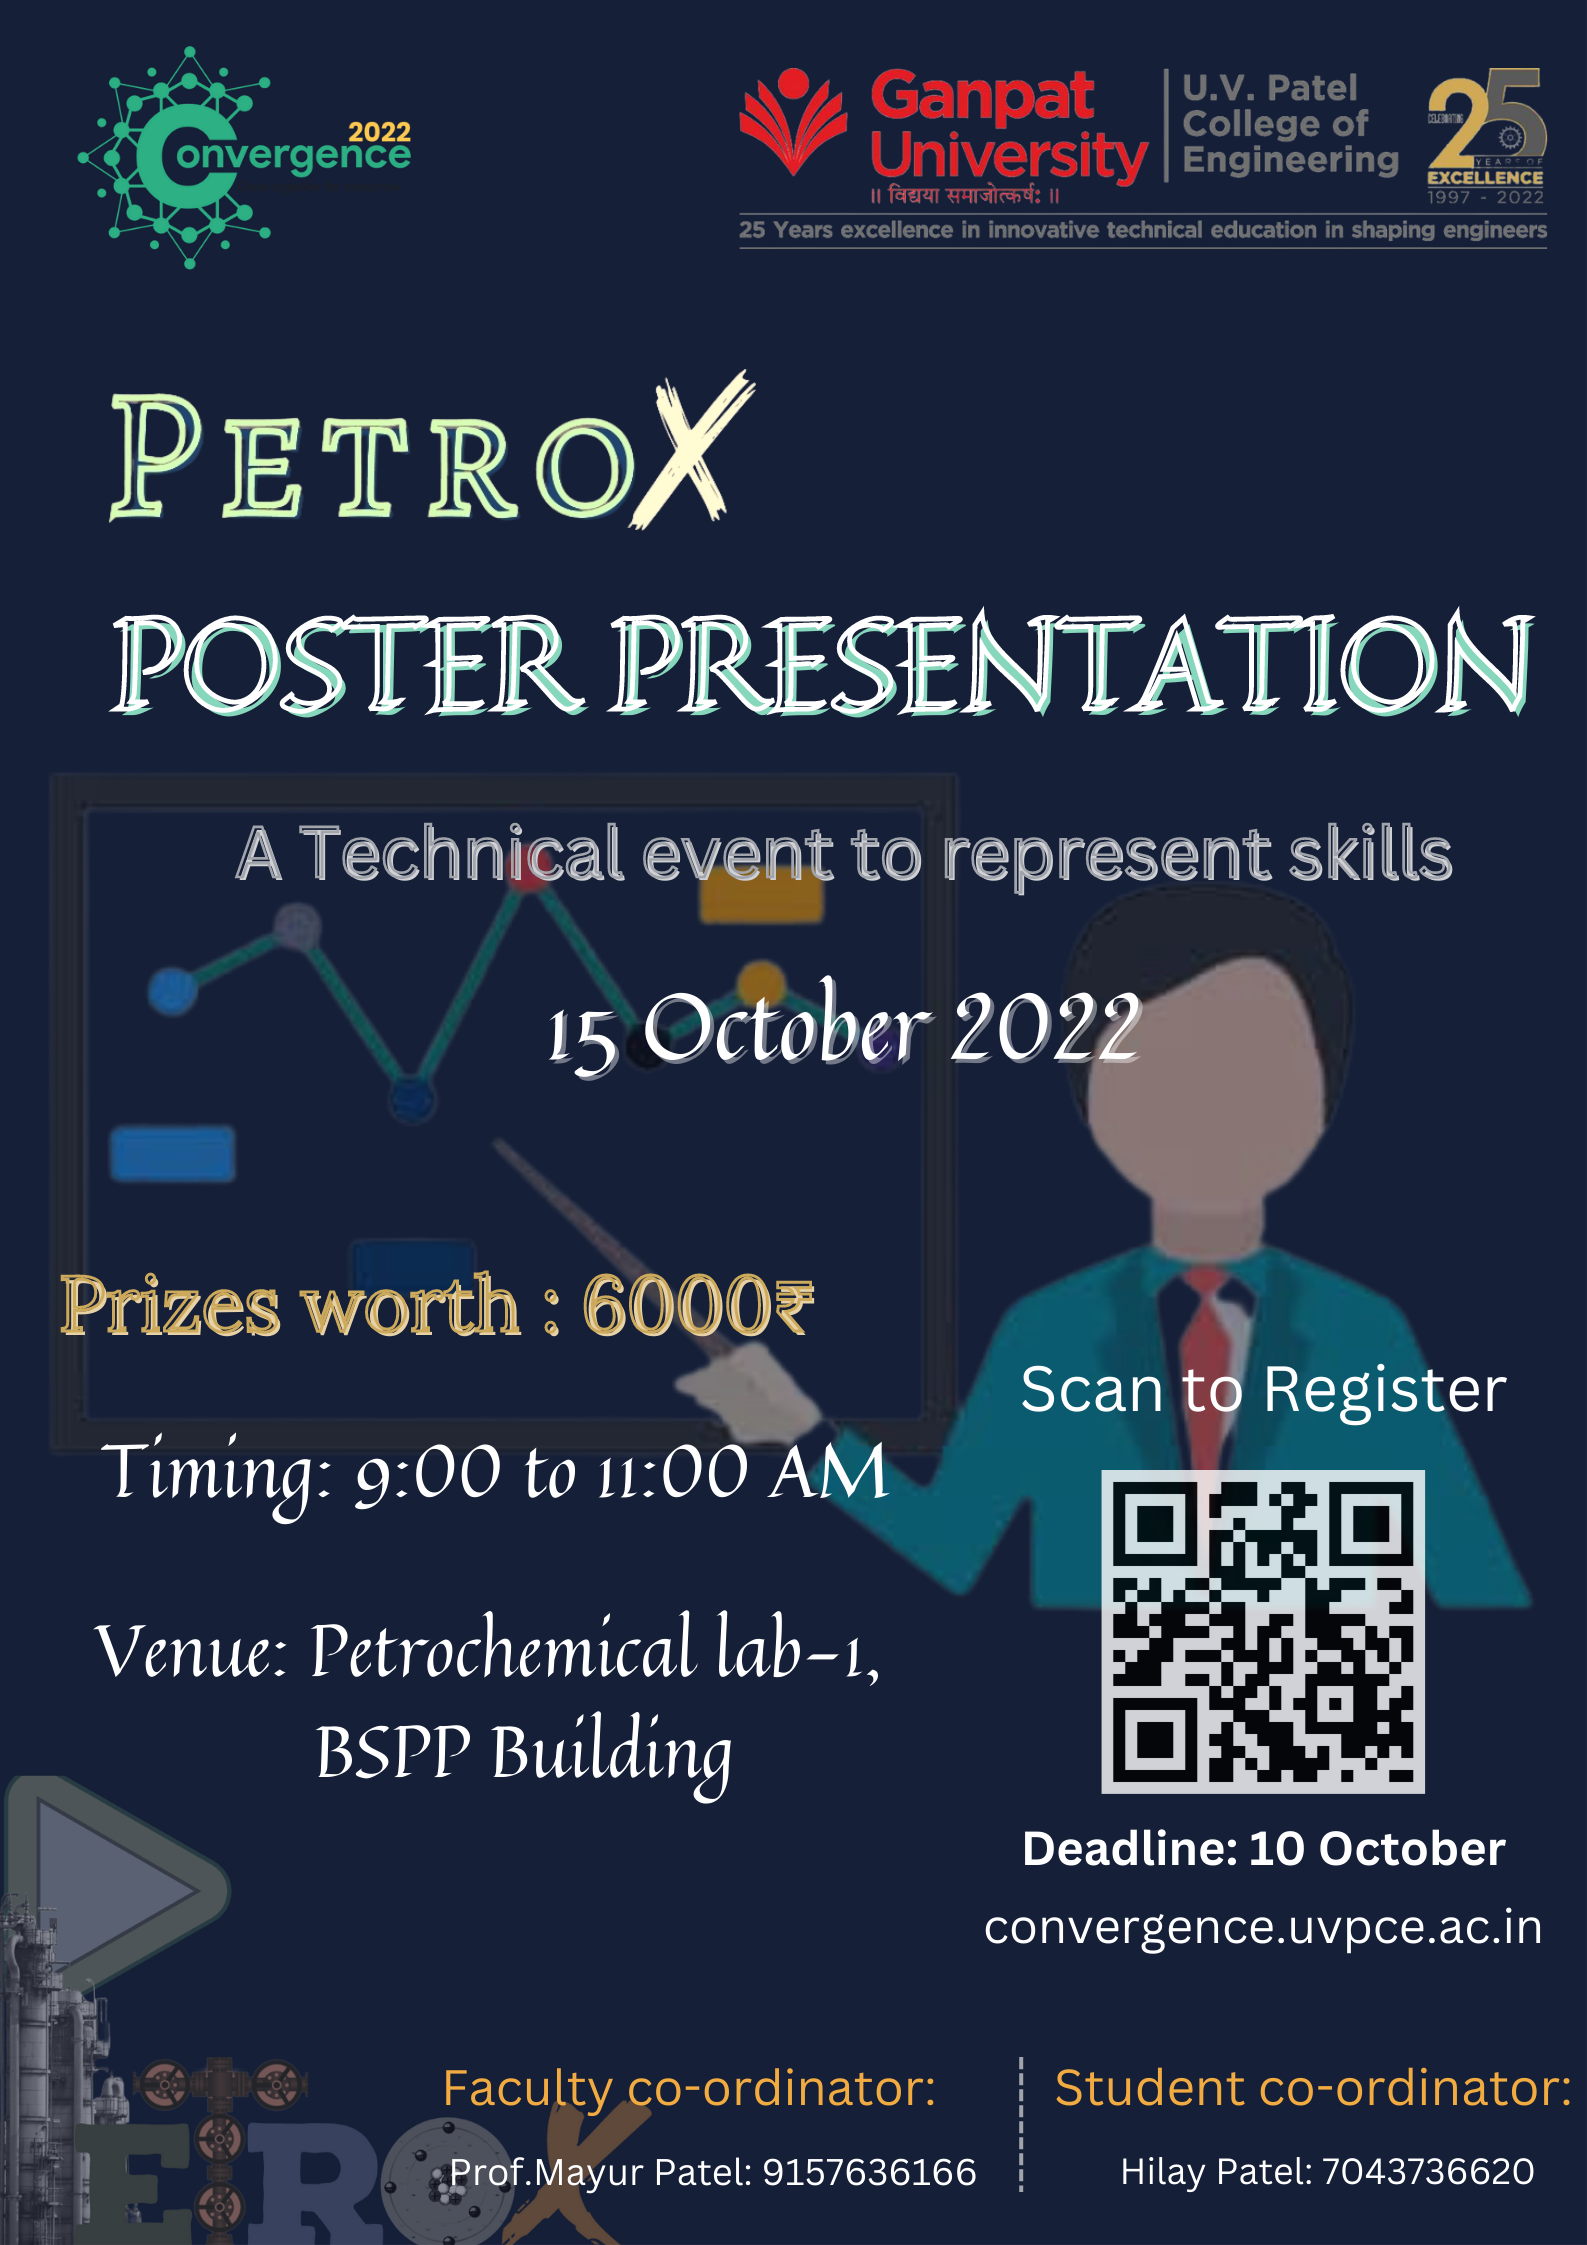 2022
Convergence
Ganpat
University
॥ विद्यया समाजोत्कर्षः ॥
U.V. Patel
College of
Engineering
25
CELEBRATING
YEARS OF
EXCELLENCE
1997 - 2022
25 Years excellence in innovative technical education in shaping engineers
PETROX
POSTER PRESENTATION
A Technical event to represent skills
15 October 2022
Prizes worth : 6000₹
Timing: 9:00 to 11:00 AM
Venue: Petrochemical lab-1,
BSPP Building
Scan to Register
Deadline: 10 October
convergence.uvpce.ac.in
Faculty co-ordinator:
Prof.Mayur Patel: 9157636166
Student co-ordinator:
Hilay Patel: 7043736620
EROX